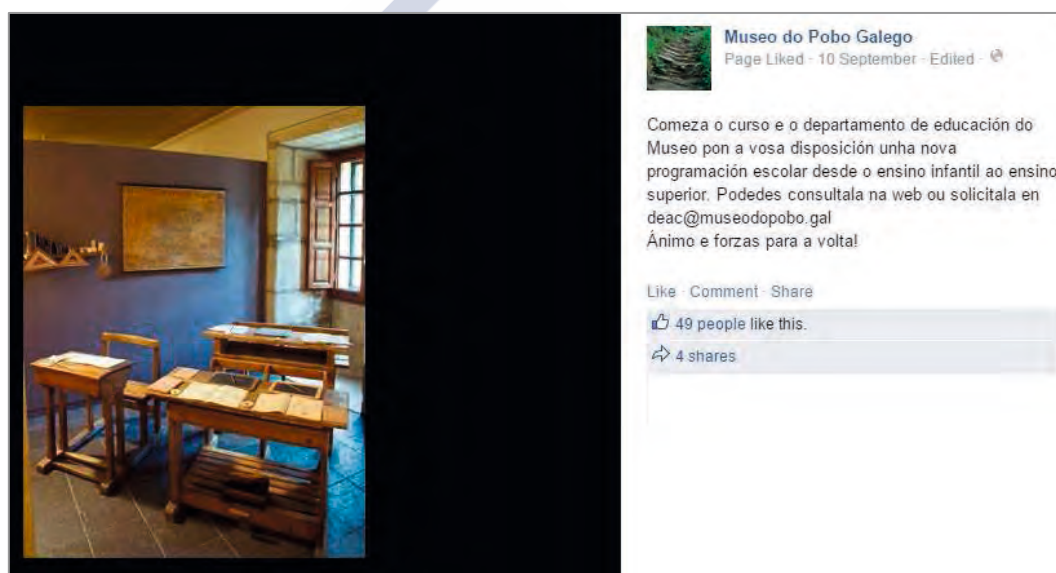 Museo do Pobo Galego
Page Liked · 10 September · Edited ·
Comeza o curso e o departamento de educación do
Museo pon a vosa disposición unha nova
programación escolar desde o ensino infantil ao ensino
superior. Podedes consultala na web ou solicitala en
deac@museodopobo.gal
Ánimo e forzas para a volta!
Like · Comment · Share
49 people like this.
4 shares